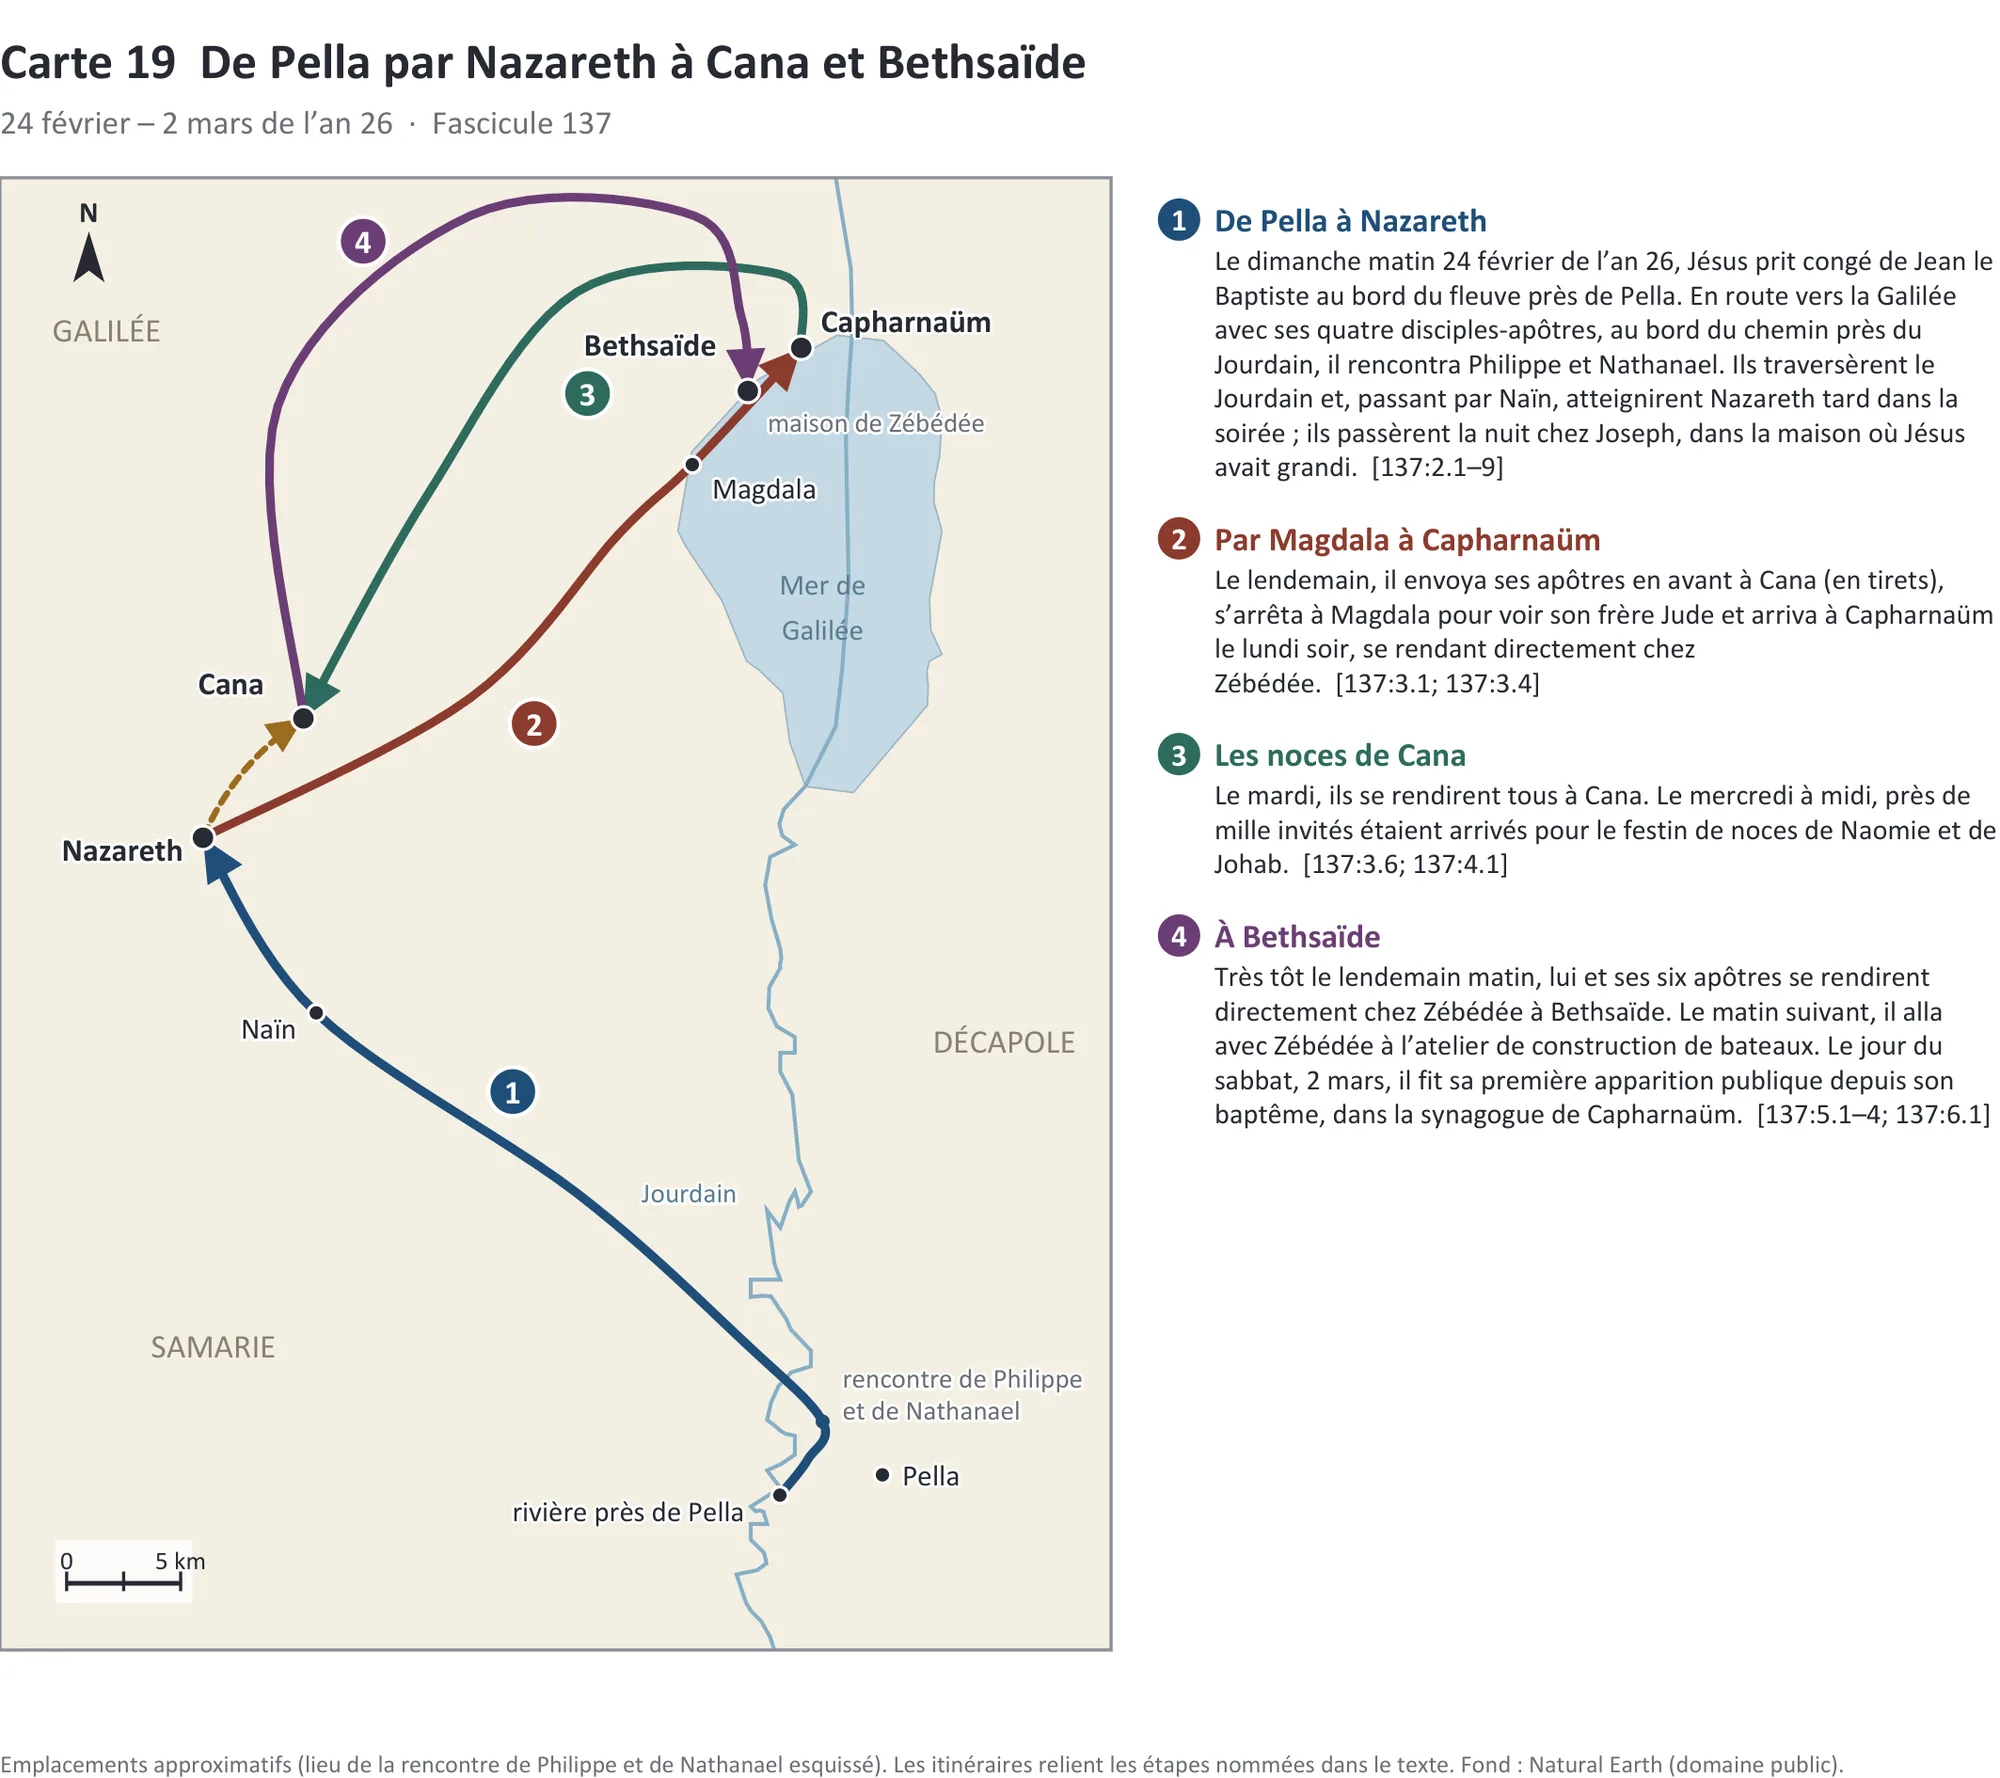 Carte 19  De Pella par Nazareth à Cana et Bethsaïde
24 février – 2 mars de l’an 26  ·  Fascicule 137
N
GALILÉE
4
3
Bethsaïde
Capharnaüm
maison de Zébédée
Magdala
Mer de
Galilée
Cana
2
Nazareth
Naïn
1
DÉCAPOLE
Jourdain
SAMARIE
rencontre de Philippe
et de Nathanael
Pella
rivière près de Pella
0
5 km
1 De Pella à Nazareth
Le dimanche matin 24 février de l’an 26, Jésus prit congé de Jean le
Baptiste au bord du fleuve près de Pella. En route vers la Galilée
avec ses quatre disciples-apôtres, au bord du chemin près du
Jourdain, il rencontra Philippe et Nathanael. Ils traversèrent le
Jourdain et, passant par Naïn, atteignirent Nazareth tard dans la
soirée ; ils passèrent la nuit chez Joseph, dans la maison où Jésus
avait grandi.  [137:2.1–9]
2 Par Magdala à Capharnaüm
Le lendemain, il envoya ses apôtres en avant à Cana (en tirets),
s’arrêta à Magdala pour voir son frère Jude et arriva à Capharnaüm
le lundi soir, se rendant directement chez
Zébédée.  [137:3.1; 137:3.4]
3 Les noces de Cana
Le mardi, ils se rendirent tous à Cana. Le mercredi à midi, près de
mille invités étaient arrivés pour le festin de noces de Naomie et de
Johab.  [137:3.6; 137:4.1]
4 À Bethsaïde
Très tôt le lendemain matin, lui et ses six apôtres se rendirent
directement chez Zébédée à Bethsaïde. Le matin suivant, il alla
avec Zébédée à l’atelier de construction de bateaux. Le jour du
sabbat, 2 mars, il fit sa première apparition publique depuis son
baptême, dans la synagogue de Capharnaüm.  [137:5.1–4; 137:6.1]
Emplacements approximatifs (lieu de la rencontre de Philippe et de Nathanael esquissé). Les itinéraires relient les étapes nommées dans le texte. Fond : Natural Earth (domaine public).